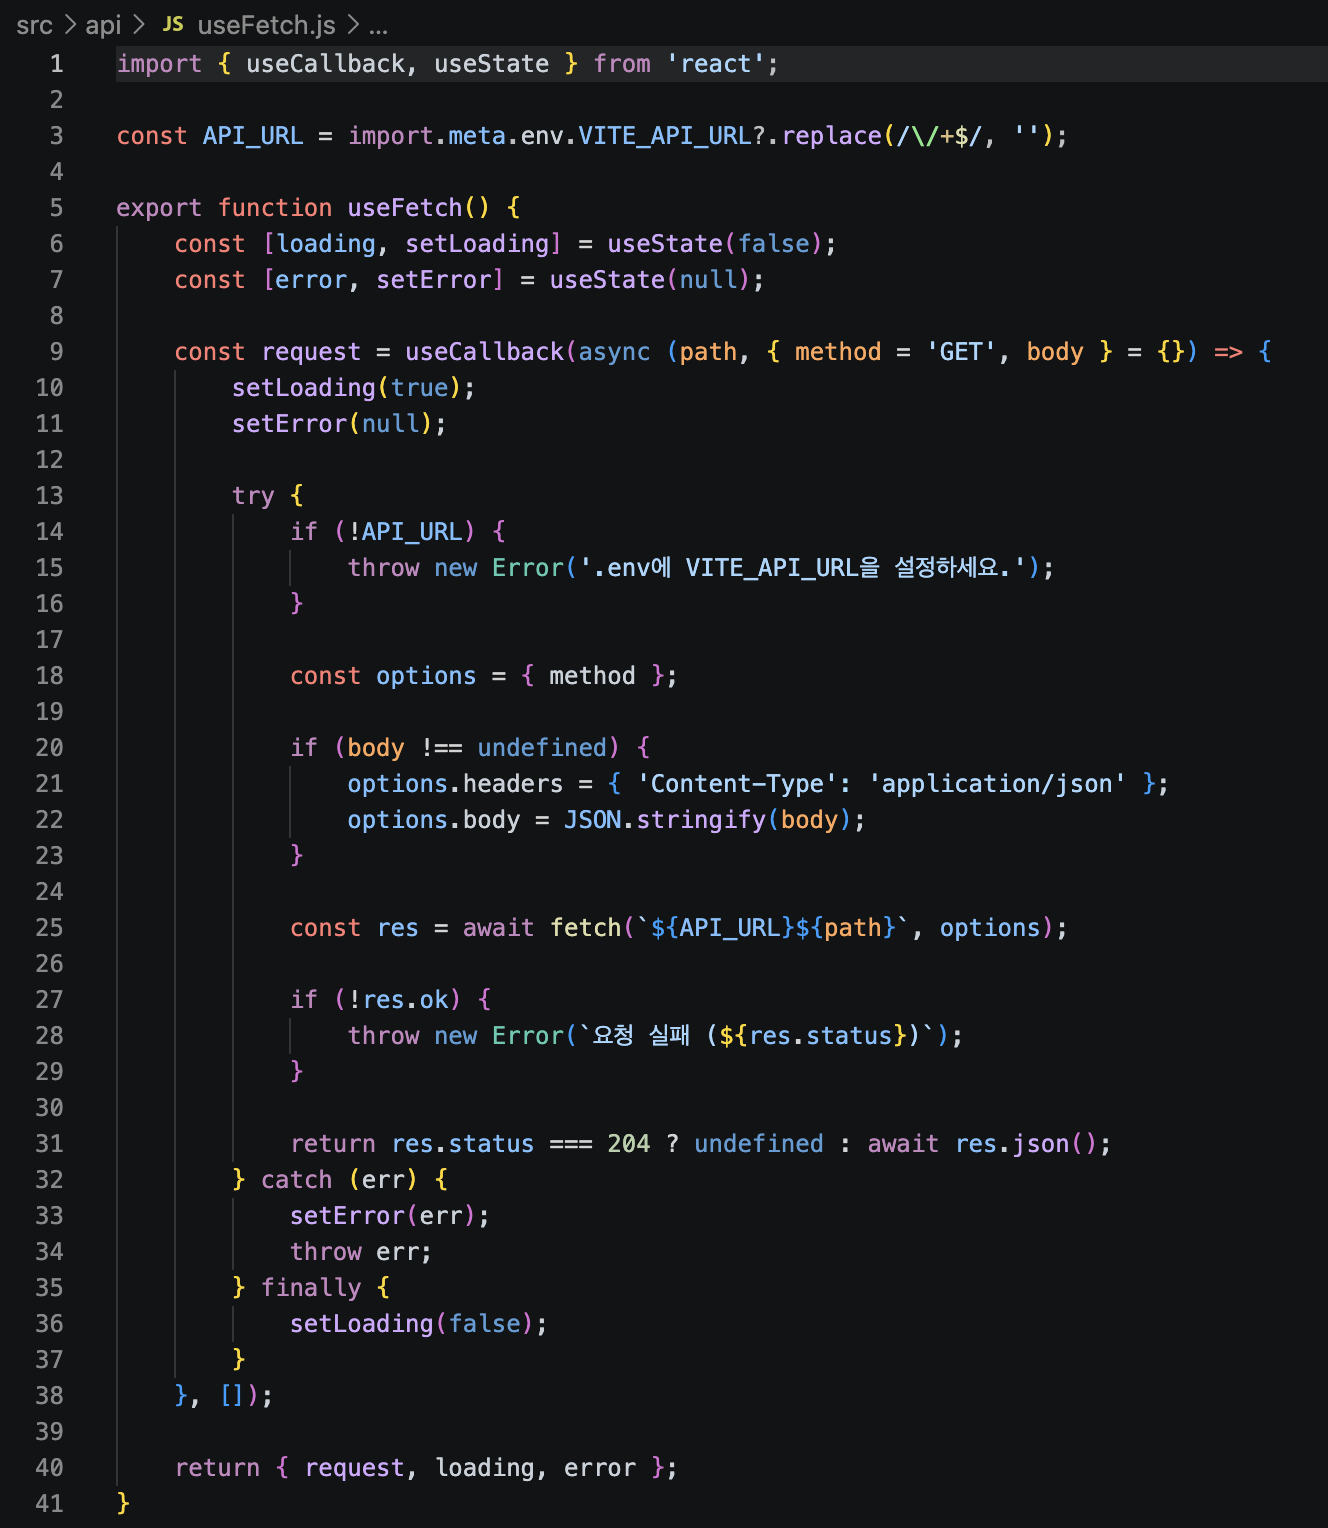 src > api > JS useFetch.js > ...
1 import { useCallback, useState } from 'react';
2
3 const API_URL = import.meta.env.VITE_API_URL?.replace(/\/+$/, '');
4
5 export function useFetch() {
6     const [loading, setLoading] = useState(false);
7     const [error, setError] = useState(null);
8
9     const request = useCallback(async (path, { method = 'GET', body } = {}) => {
10         setLoading(true);
11         setError(null);
12
13         try {
14             if (!API_URL) {
15                 throw new Error('.env에 VITE_API_URL을 설정하세요.');
16             }
17
18             const options = { method };
19
20             if (body !== undefined) {
21                 options.headers = { 'Content-Type': 'application/json' };
22                 options.body = JSON.stringify(body);
23             }
24
25             const res = await fetch(`${API_URL}${path}`, options);
26
27             if (!res.ok) {
28                 throw new Error(`요청 실패 (${res.status})`);
29             }
30
31             return res.status === 204 ? undefined : await res.json();
32         } catch (err) {
33             setError(err);
34             throw err;
35         } finally {
36             setLoading(false);
37         }
38     }, []);
39
40     return { request, loading, error };
41 }